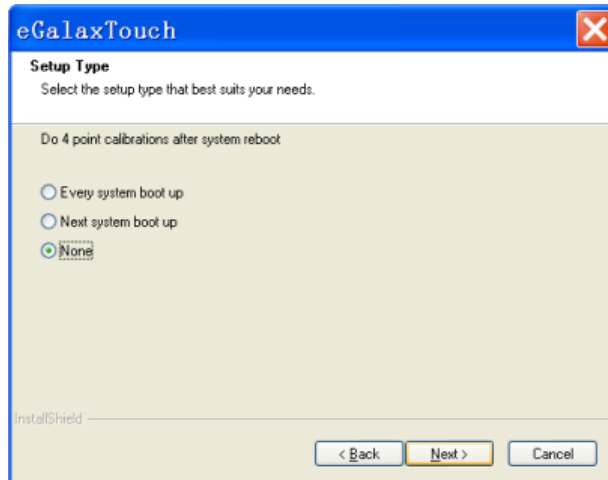 eGalaxTouch
Setup Type
Select the setup type that best suits your needs.
Do 4 point calibrations after system reboot
Every system boot up
Next system boot up
None
InstallShield
< Back Next > Cancel